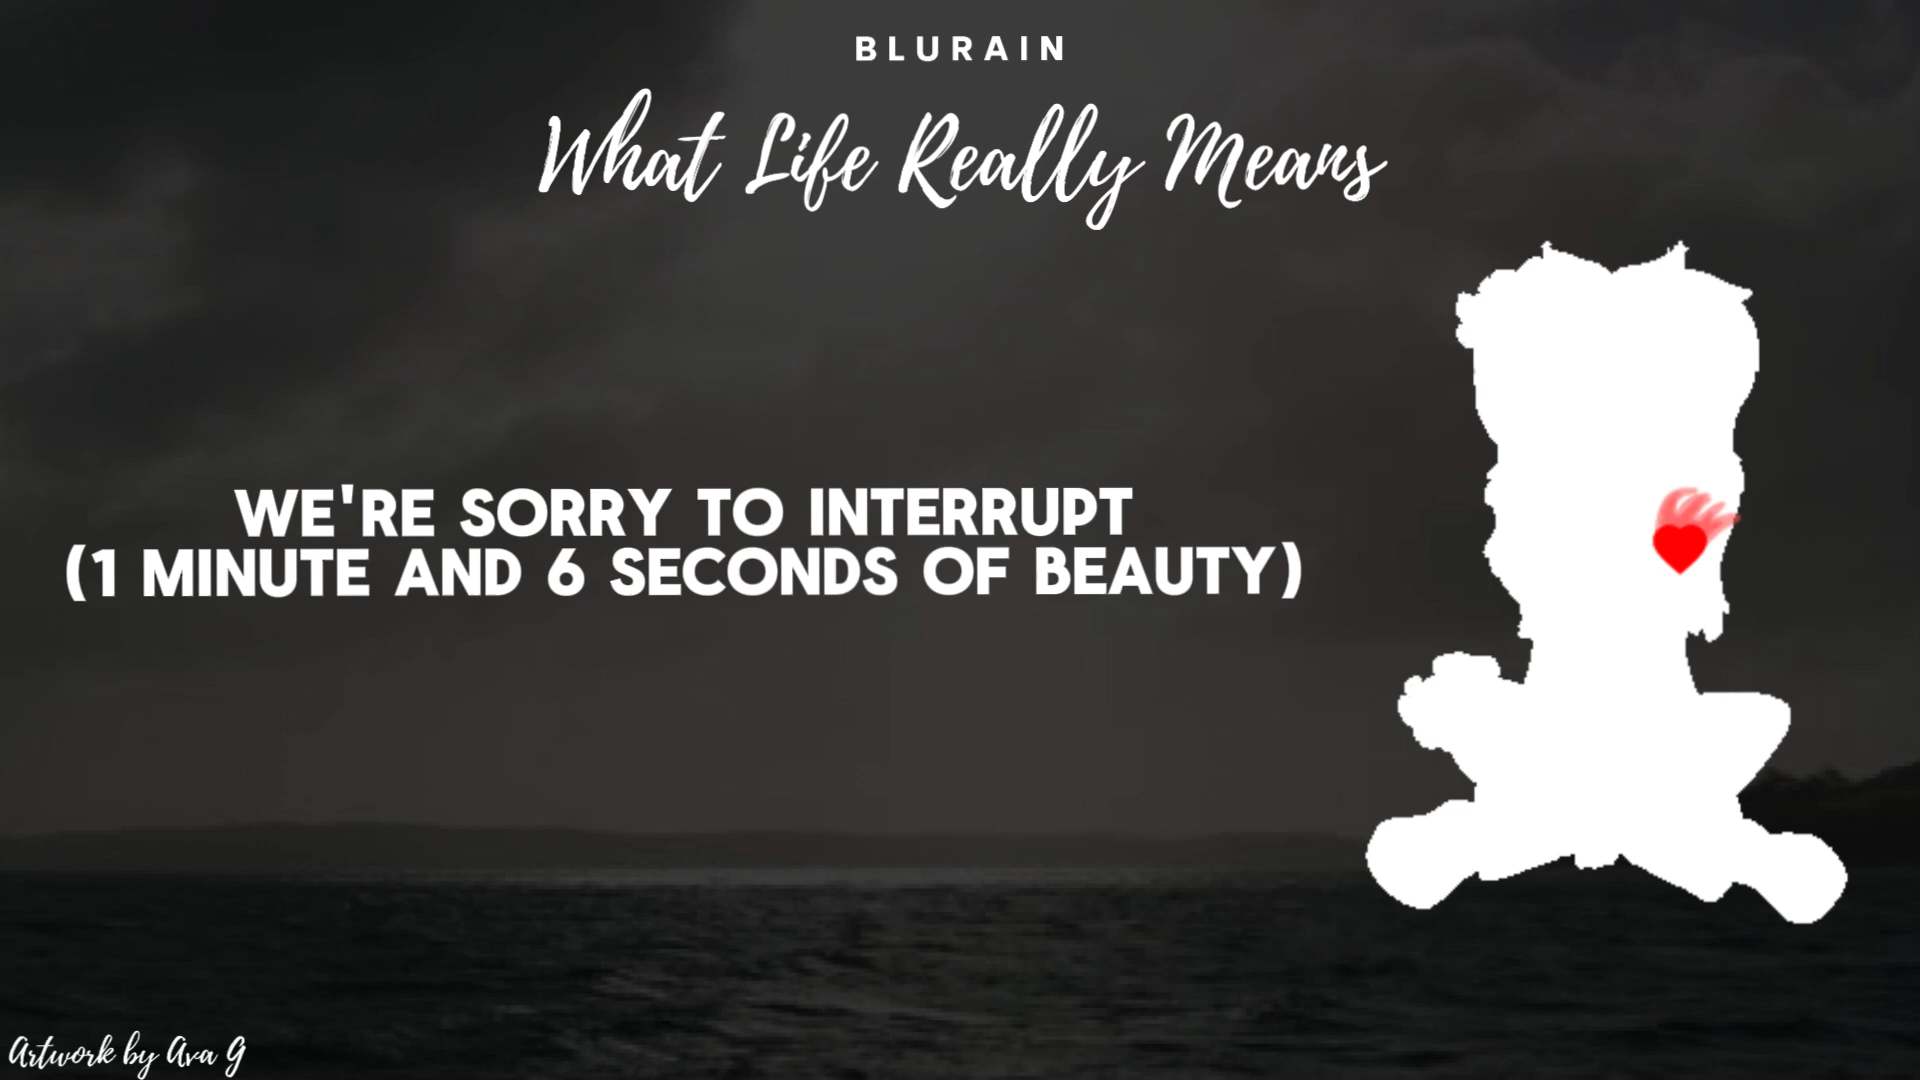 BLURAIN
What Life Really Means
WE'RE SORRY TO INTERRUPT
(1 MINUTE AND 6 SECONDS OF BEAUTY)
Artwork by Ava G